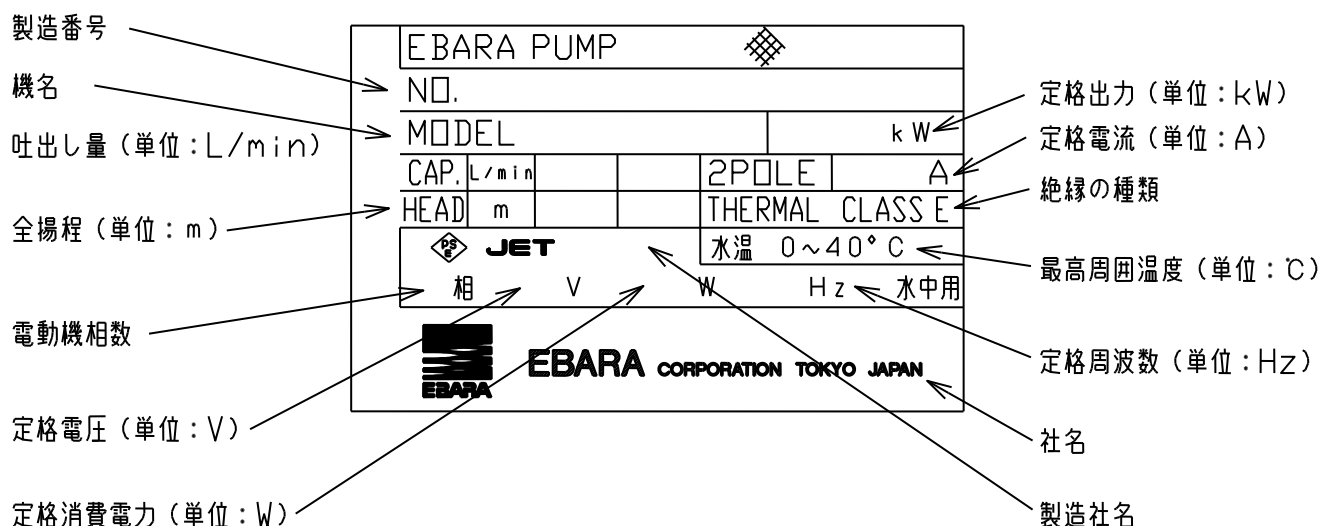 製造番号
機名
吐出し量（単位：L/min）
全揚程（単位：m）
電動機相数
定格電圧（単位：V）
定格消費電力（単位：W）
EBARA PUMP
NO.
MODEL kW
CAP. L/min 2POLE A
HEAD m THERMAL CLASS E
PSE JET 水温 0～40°C
相 V W Hz 水中用
EBARA
EBARA CORPORATION TOKYO JAPAN
定格出力（単位：kW）
定格電流（単位：A）
絶縁の種類
最高周囲温度（単位：℃）
定格周波数（単位：Hz）
社名
製造社名